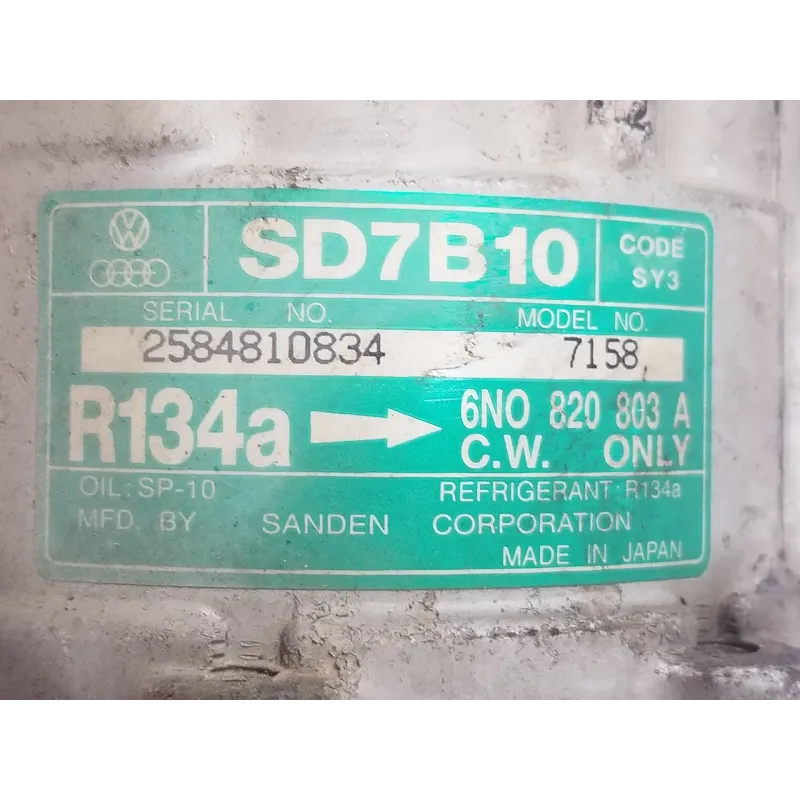 SD7B10
CODE
SY3
SERIAL NO. MODEL NO.
2584810834 7158
R134a 6N0 820 803 A
C.W. ONLY
OIL: SP-10 REFRIGERANT: R134a
MFD. BY SANDEN CORPORATION
MADE IN JAPAN